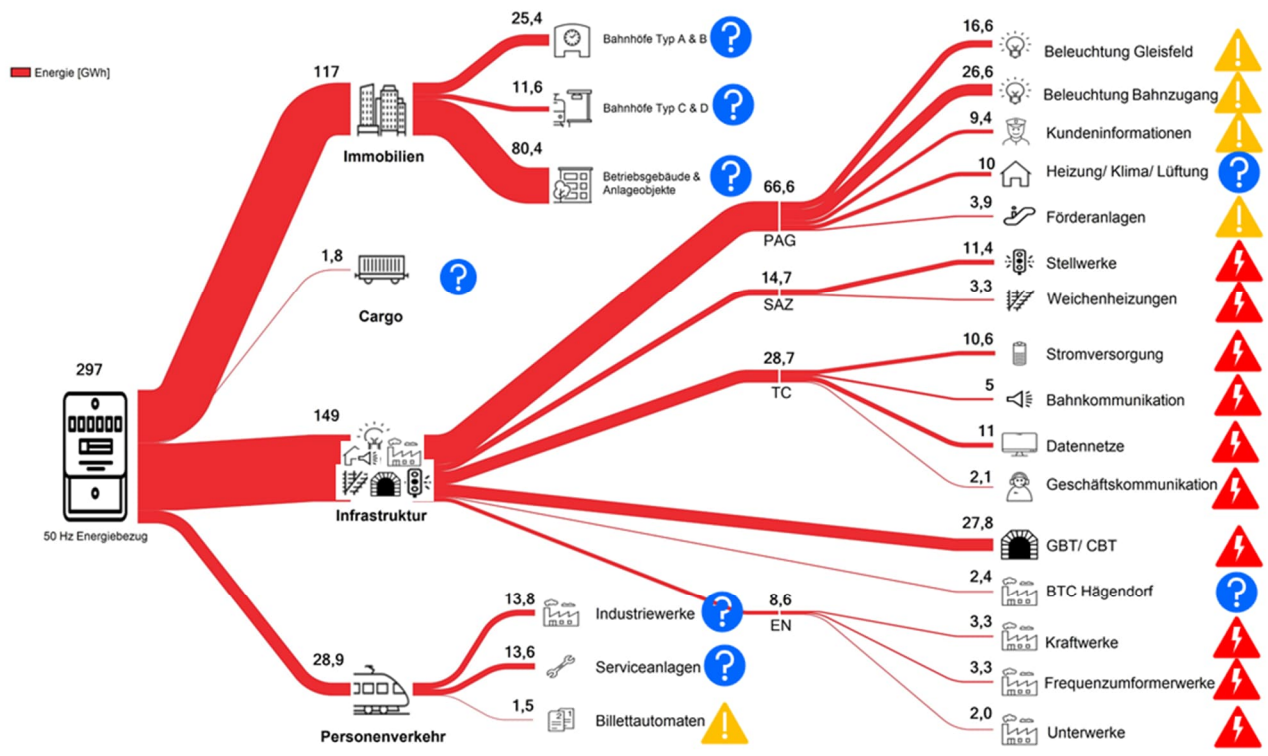 Energie [GWh]
297
50 Hz Energiebezug
117
Immobilien
25,4
Bahnhöfe Typ A & B
?
11,6
Bahnhöfe Typ C & D
?
80,4
Betriebsgebäude &
Anlageobjekte
?
1,8
Cargo
?
149
Infrastruktur
28,9
Personenverkehr
13,8
Industriewerke
?
13,6
Serviceanlagen
?
1,5
2 1
Billettautomaten
!
66,6
PAG
14,7
SAZ
28,7
TC
8,6
EN
16,6
Beleuchtung Gleisfeld
!
26,6
Beleuchtung Bahnzugang
!
9,4
Kundeninformationen
!
10
Heizung/ Klima/ Lüftung
?
3,9
Förderanlagen
!
11,4
Stellwerke
3,3
Weichenheizungen
10,6
Stromversorgung
5
Bahnkommunikation
11
Datennetze
2,1
Geschäftskommunikation
27,8
GBT/ CBT
2,4
BTC Hägendorf
?
3,3
Kraftwerke
3,3
Frequenzumformerwerke
2,0
Unterwerke